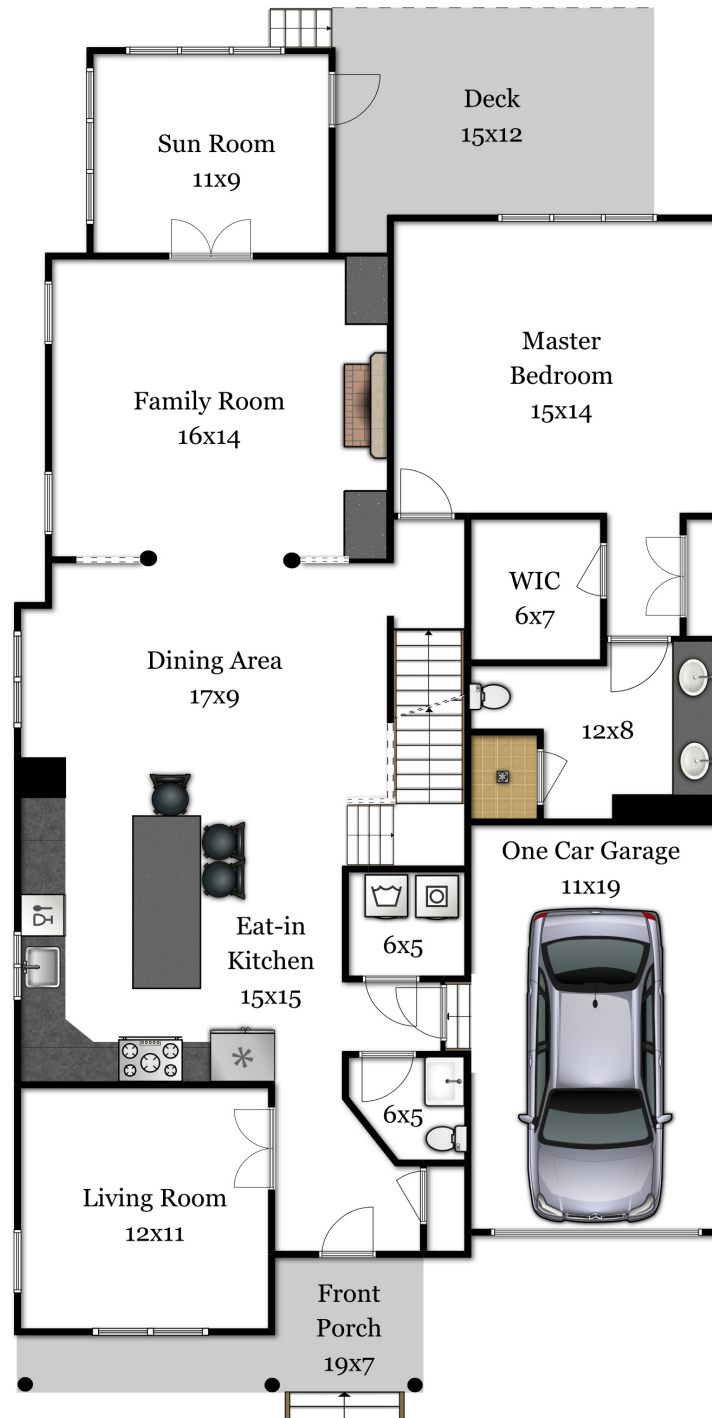 Deck
15x12
Sun Room
11x9
Master
Bedroom
15x14
Family Room
16x14
WIC
6x7
Dining Area
17x9
12x8
One Car Garage
11x19
Eat-in
Kitchen
15x15
6x5
6x5
Living Room
12x11
Front
Porch
19x7